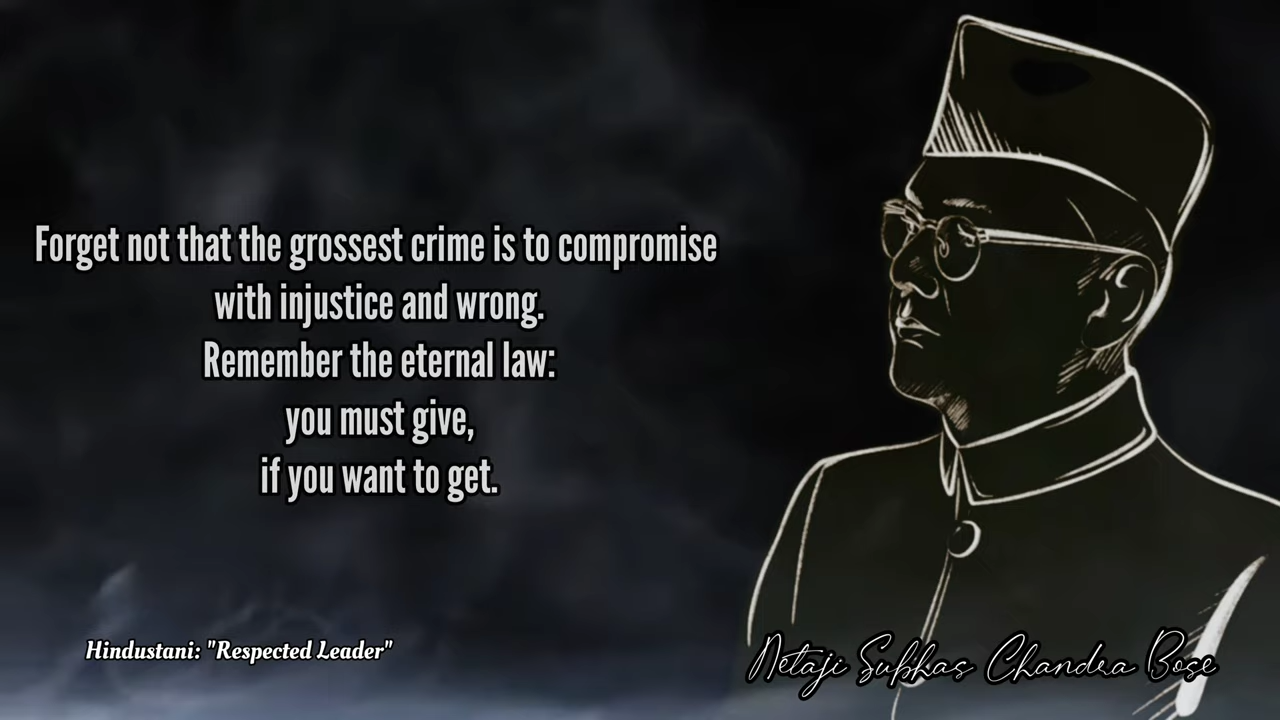 Forget not that the grossest crime is to compromise
with injustice and wrong.
Remember the eternal law:
you must give,
if you want to get.
Hindustani: "Respected Leader"
Netaji Subhas Chandra Bose